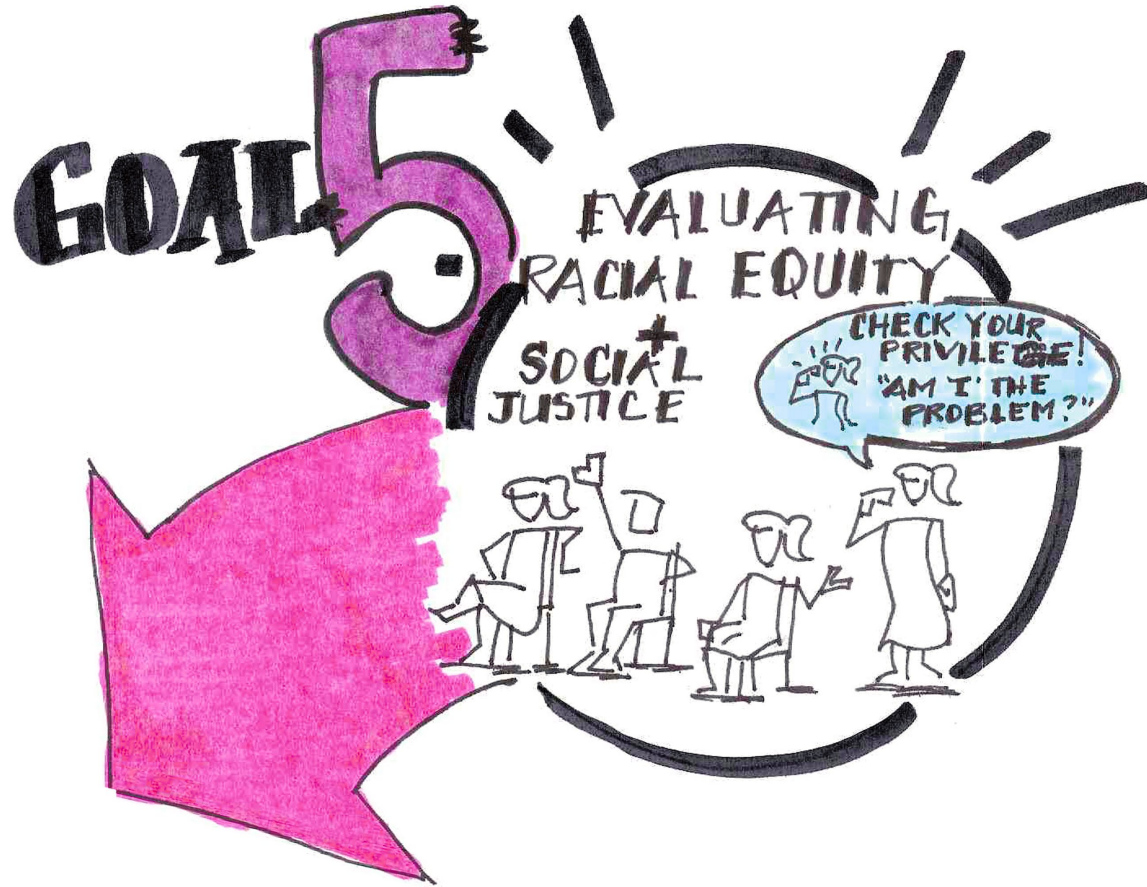 GOAL 5
EVALUATING
RACIAL EQUITY
+
SOCIAL
JUSTICE
CHECK YOUR
PRIVILEGE!
"AM I THE
PROBLEM?"